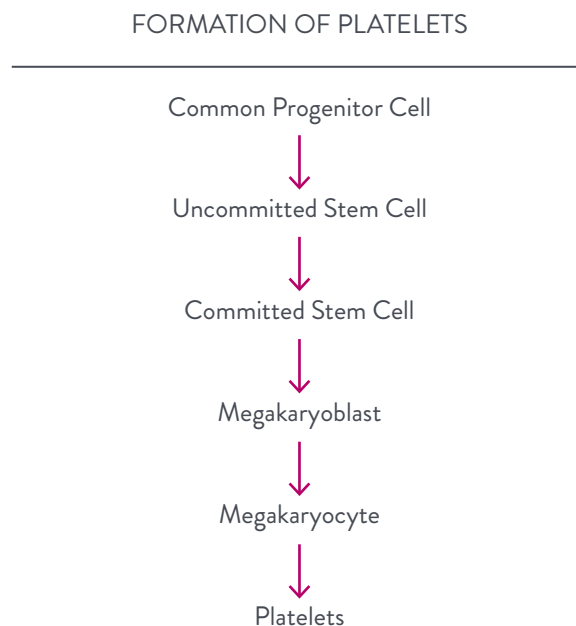 FORMATION OF PLATELETS
Common Progenitor Cell
Uncommitted Stem Cell
Committed Stem Cell
Megakaryoblast
Megakaryocyte
Platelets